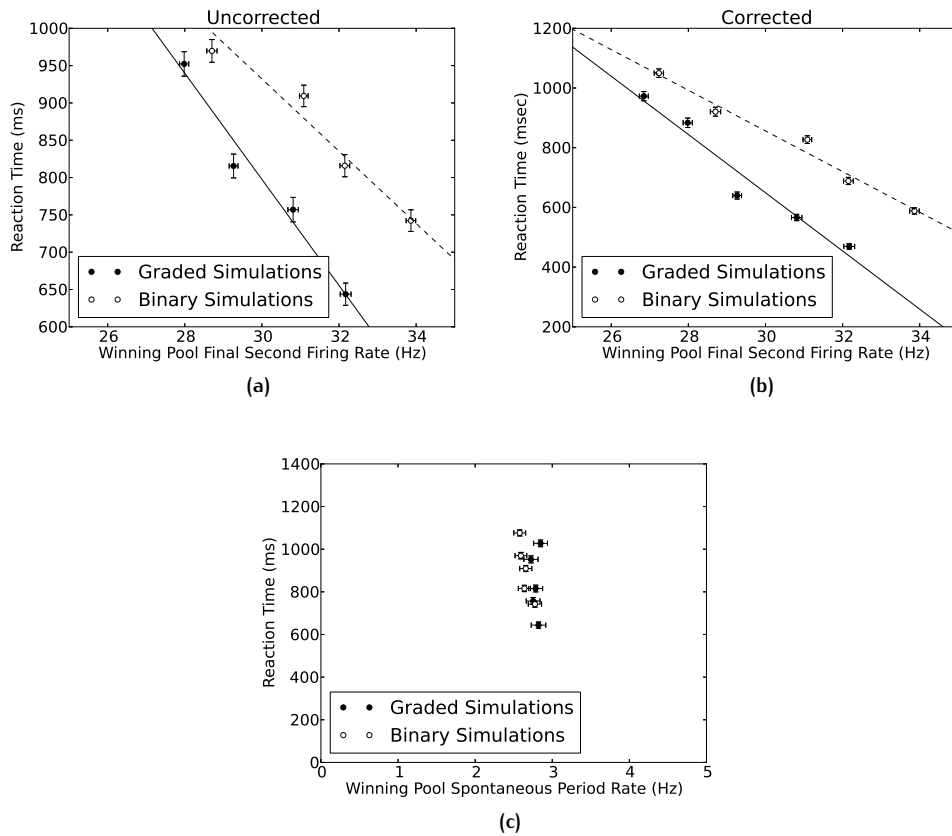 Uncorrected
1000
950
900
850
800
750
700
650
600
Reaction Time (ms)
Graded Simulations
Binary Simulations
26 28 30 32 34
Winning Pool Final Second Firing Rate (Hz)
(a)
Corrected
1200
1000
800
600
400
200
Reaction Time (msec)
Graded Simulations
Binary Simulations
26 28 30 32 34
Winning Pool Final Second Firing Rate (Hz)
(b)
1400
1200
1000
800
600
400
200
0
Reaction Time (ms)
Graded Simulations
Binary Simulations
0 1 2 3 4 5
Winning Pool Spontaneous Period Rate (Hz)
(c)